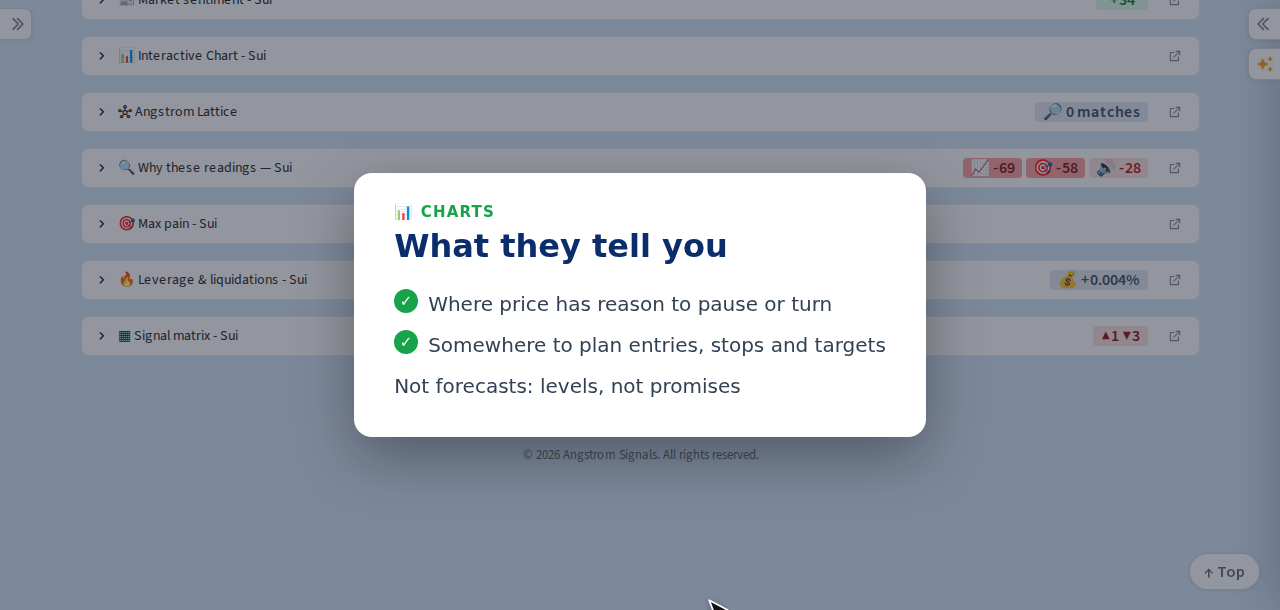 Market sentiment - Sui
+34
Interactive Chart - Sui
Angstrom Lattice
0 matches
Why these readings — Sui
-69
-58
-28
Max pain - Sui
Leverage & liquidations - Sui
+0.004%
Signal matrix - Sui
▲1 ▼3
CHARTS
What they tell you
✓ Where price has reason to pause or turn
✓ Somewhere to plan entries, stops and targets
Not forecasts: levels, not promises
© 2026 Angstrom Signals. All rights reserved.
↑ Top